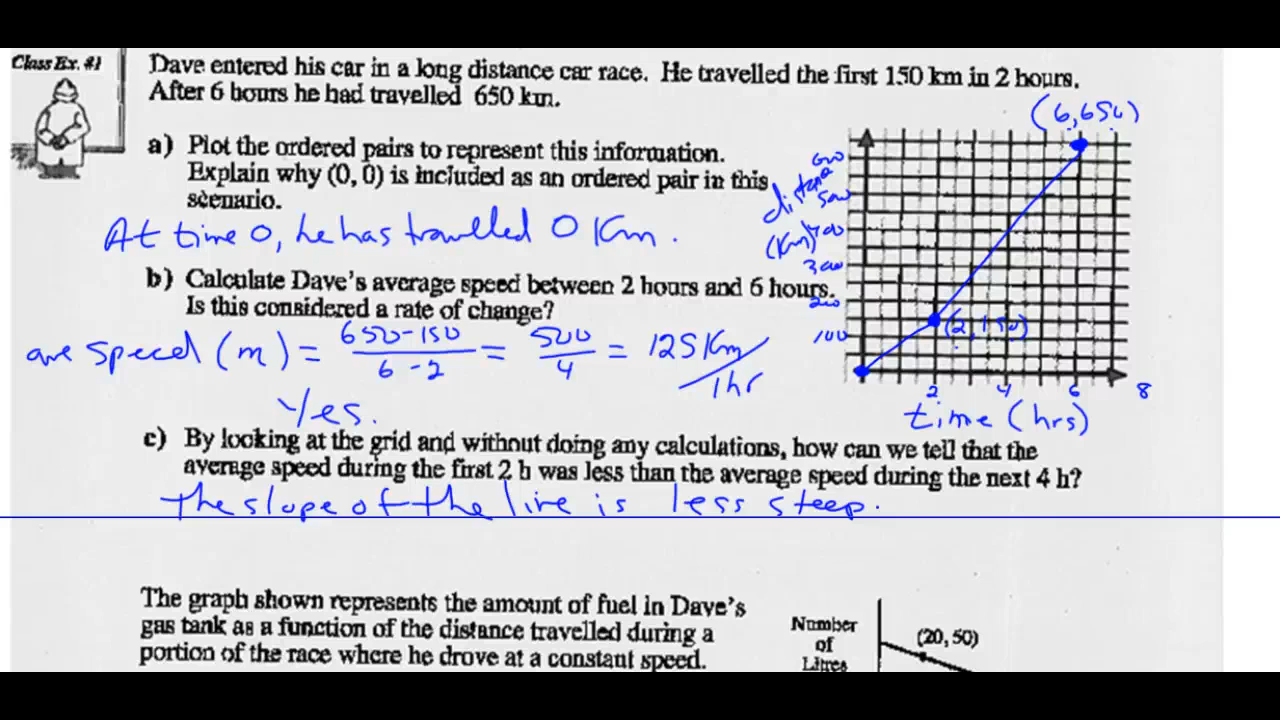 Class Ex. #1
Dave entered his car in a long distance car race. He travelled the first 150 km in 2 hours.
After 6 hours he had travelled 650 km.
a) Plot the ordered pairs to represent this information.
Explain why (0, 0) is included as an ordered pair in this
scenario.
At time 0, he has travelled 0 Km.
b) Calculate Dave's average speed between 2 hours and 6 hours.
Is this considered a rate of change?
ave speed (m) = 650-150 / 6-2 = 500 / 4 = 125 Km / 1hr
Yes.
(6,650)
600
distance
500
(Km) 400
300
200
100
(2,150)
2 4 6 8
time (hrs)
c) By looking at the grid and without doing any calculations, how can we tell that the
average speed during the first 2 h was less than the average speed during the next 4 h?
The slope of the line is less steep.
The graph shown represents the amount of fuel in Dave's
gas tank as a function of the distance travelled during a
portion of the race where he drove at a constant speed.
Number
of
Litres
(20, 50)